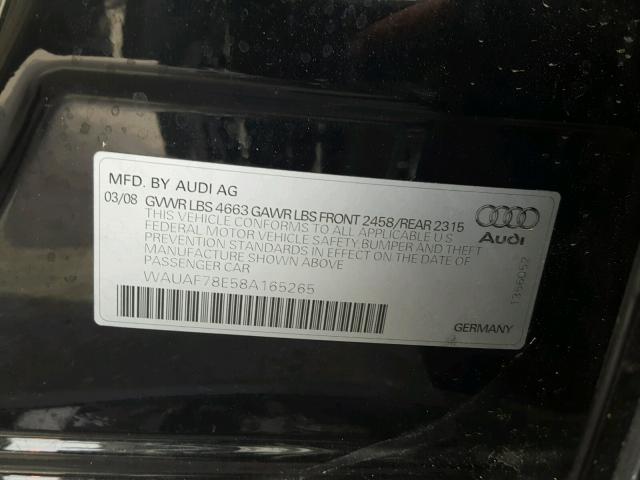 MFD. BY AUDI AG
03/08 GVWR LBS 4663 GAWR LBS FRONT 2458/REAR 2315
THIS VEHICLE CONFORMS TO ALL APPLICABLE U S
FEDERAL MOTOR VEHICLE SAFETY,BUMPER AND THEFT
PREVENTION STANDARDS IN EFFECT ON THE DATE OF
MANUFACTURE SHOWN ABOVE
PASSENGER CAR
WAUAF78E58A165265
Audi
1366052
GERMANY